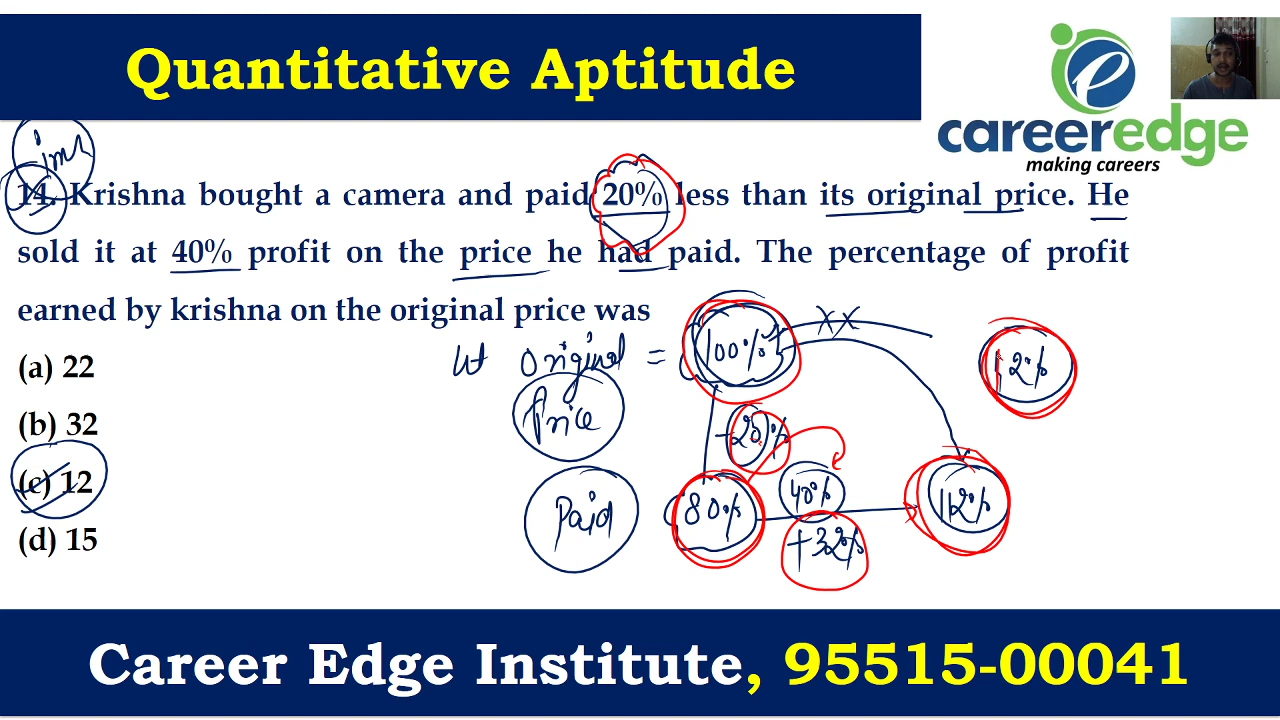 Quantitative Aptitude
careeredge
making careers
imp
14. Krishna bought a camera and paid 20% less than its original price. He
sold it at 40% profit on the price he had paid. The percentage of profit
earned by krishna on the original price was
(a) 22
(b) 32
(c) 12
(d) 15
let Original = 100%
Price
XX
12%
-20%
Paid
80%
40%
+32%
112%
Career Edge Institute, 95515-00041